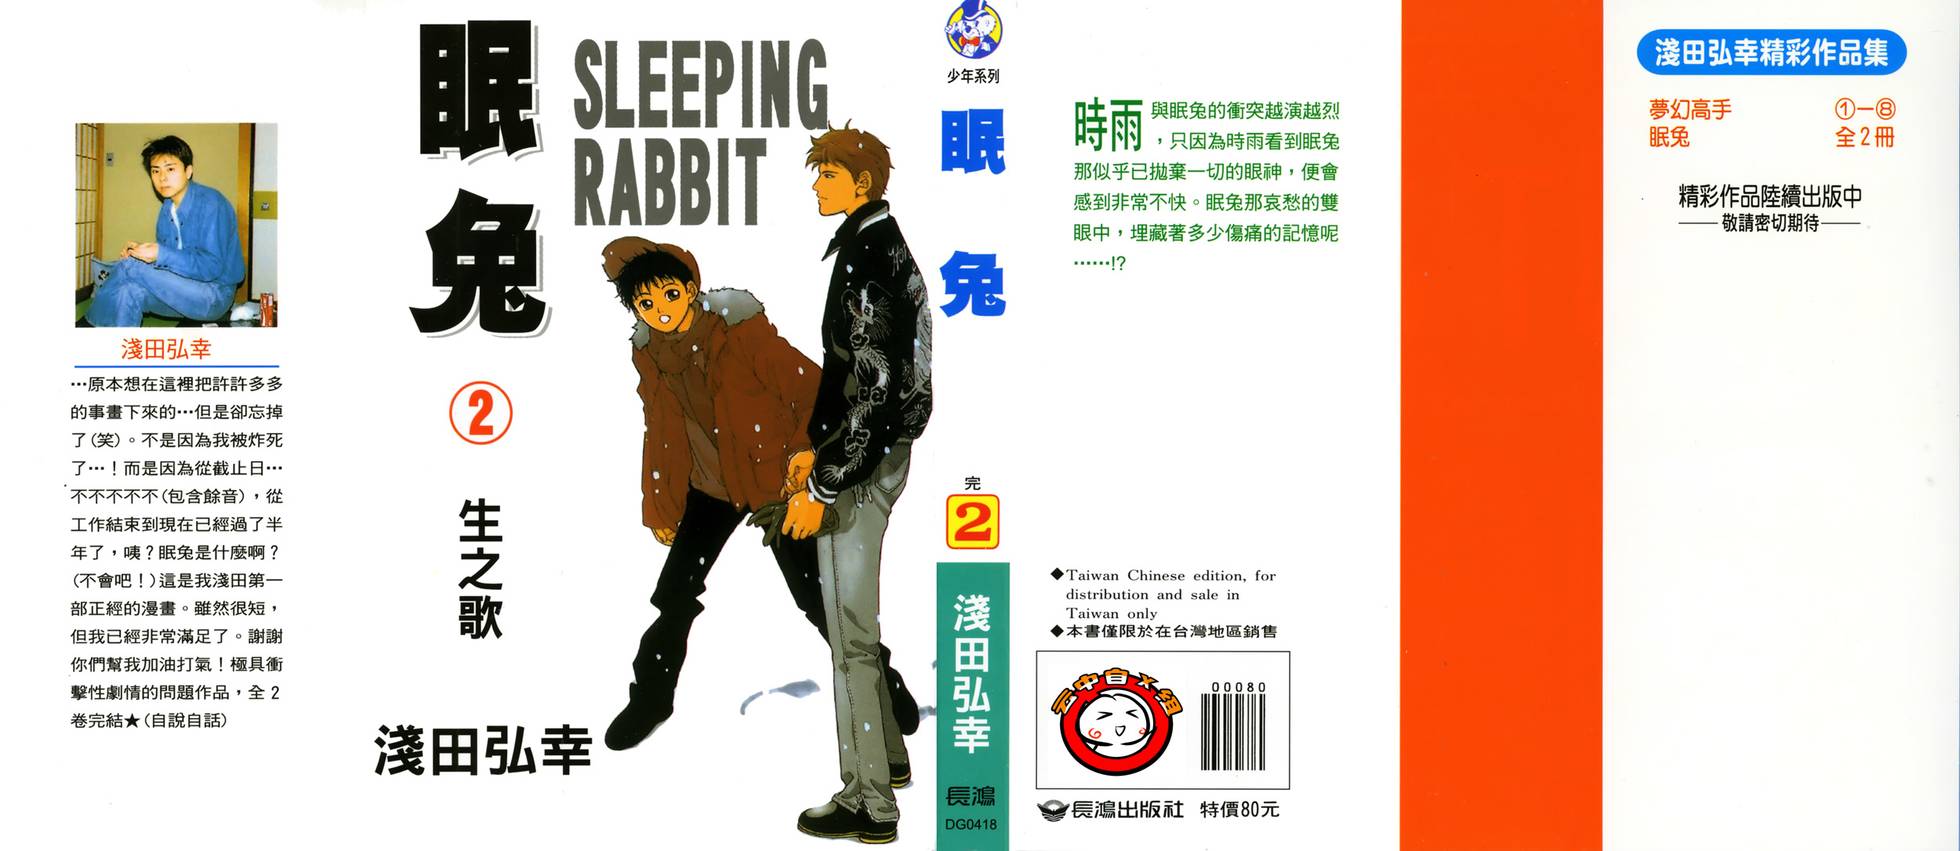 淺田弘幸
…原本想在這裡把許許多多
的事畫下來的…但是卻忘掉
了(笑)。不是因為我被炸死
了…!而是因為從截止日…
不不不不不(包含餘音),從
工作結束到現在已經過了半
年了,咦?眠兔是什麼啊?
(不會吧!)這是我淺田第一
部正經的漫畫。雖然很短,
但我已經非常滿足了。謝謝
你們幫我加油打氣!極具衝
擊性劇情的問題作品,全2
卷完結★(自說自話)
眠兔
SLEEPING
RABBIT
②
生之歌
淺田弘幸
少年系列
眠兔
完
2
淺田弘幸
長鴻
DG0418
時雨與眠兔的衝突越演越烈
,只因為時雨看到眠兔
那似乎已拋棄一切的眼神,便會
感到非常不快。眠兔那哀愁的雙
眼中,埋藏著多少傷痛的記憶呢
……!?
◆Taiwan Chinese edition, for
distribution and sale in
Taiwan only
◆本書僅限於在台灣地區銷售
云中盲X組
00080
長鴻出版社 特價80元
淺田弘幸精彩作品集
夢幻高手 ①—⑧
眠兔 全2冊
精彩作品陸續出版中
——敬請密切期待——